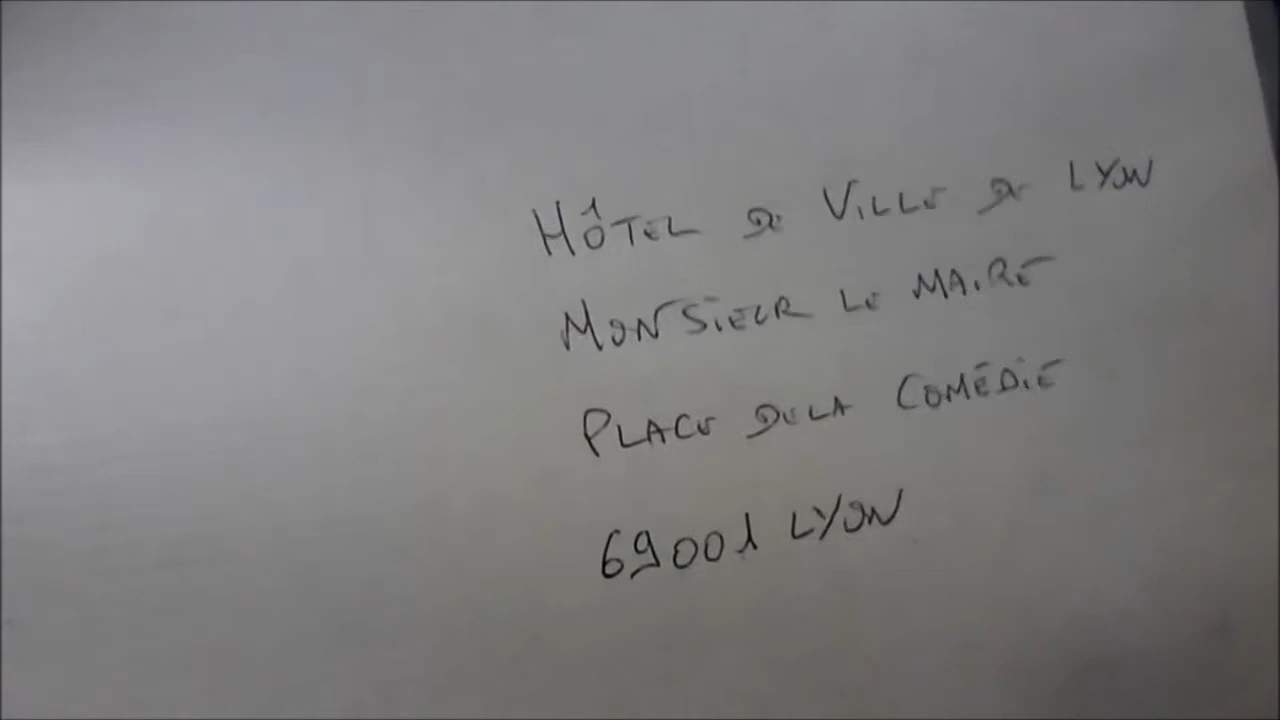 HÔTEL DE VILLE DE LYON
MONSIEUR LE MAIRE
PLACE DE LA COMÉDIE
69001 LYON